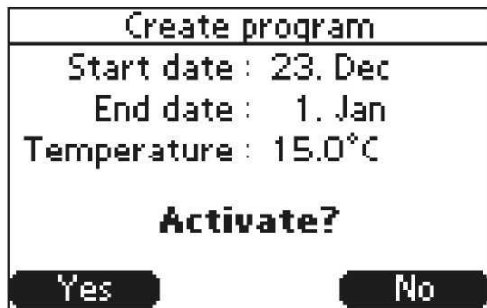 Create program
Start date : 23. Dec
End date : 1. Jan
Temperature : 15.0°C
Activate?
Yes No